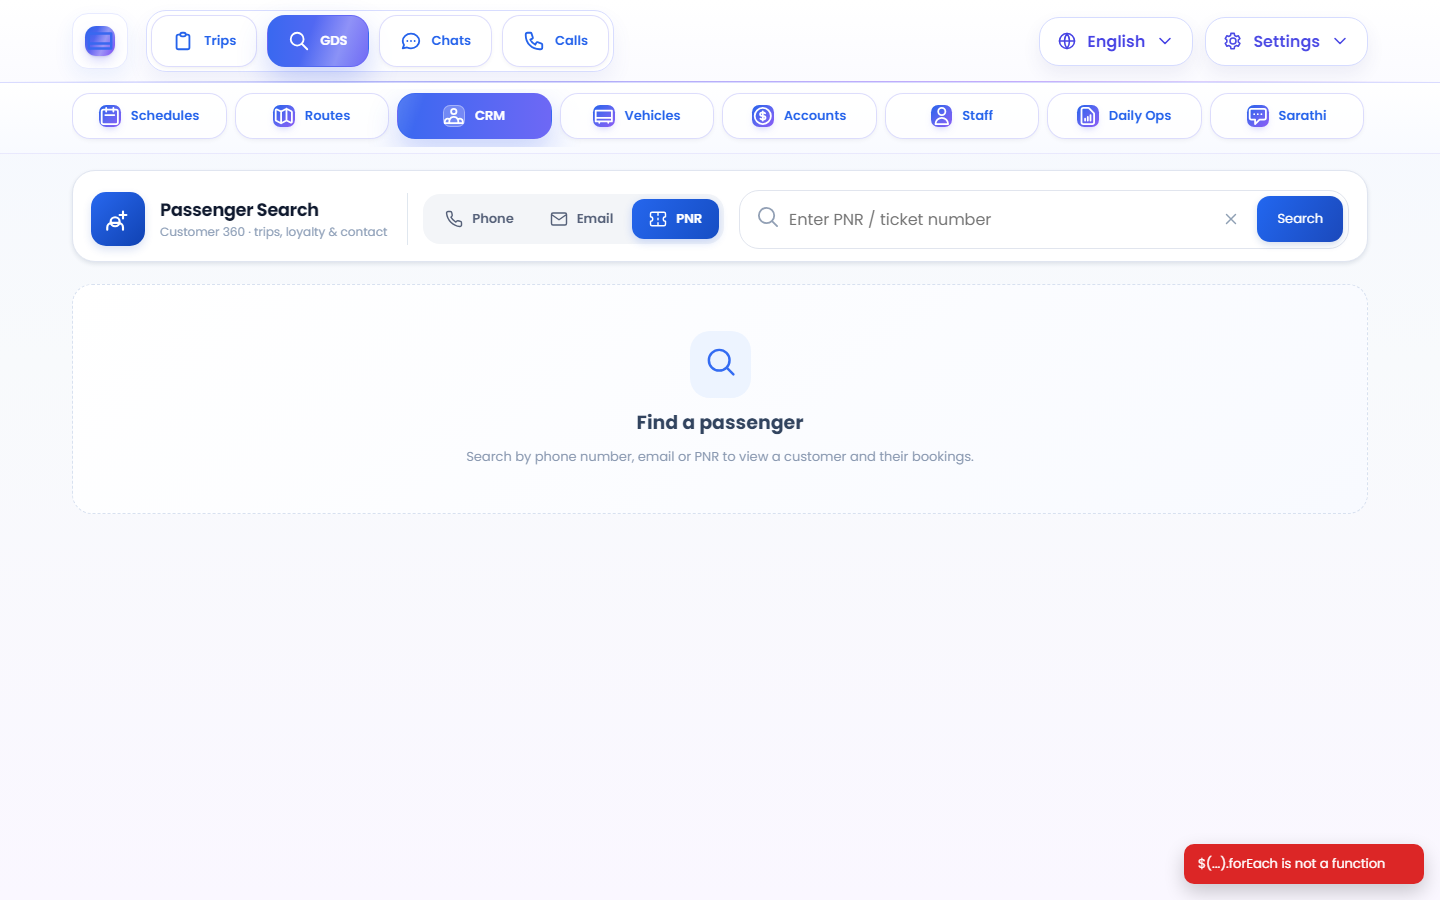 Trips
GDS
Chats
Calls
English
Settings
Schedules
Routes
CRM
Vehicles
Accounts
Staff
Daily Ops
Sarathi
Passenger Search
Customer 360 · trips, loyalty & contact
Phone
Email
PNR
Enter PNR / ticket number
Search
Find a passenger
Search by phone number, email or PNR to view a customer and their bookings.
$(...).forEach is not a function